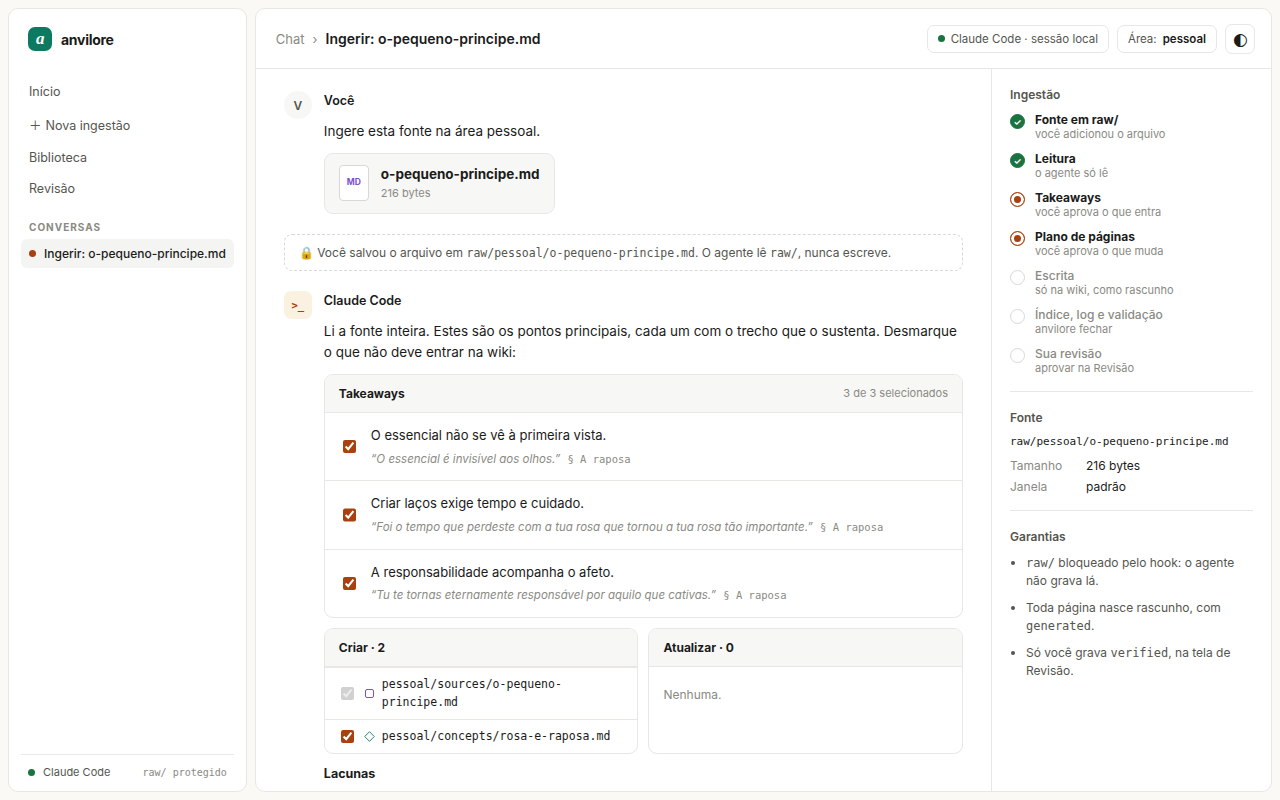 a anvilore
Início
+ Nova ingestão
Biblioteca
Revisão
CONVERSAS
Ingerir: o-pequeno-principe.md
Claude Code raw/ protegido
Chat › Ingerir: o-pequeno-principe.md
Claude Code · sessão local
Área: pessoal
V Você
Ingere esta fonte na área pessoal.
MD
o-pequeno-principe.md
216 bytes
🔒 Você salvou o arquivo em raw/pessoal/o-pequeno-principe.md. O agente lê raw/, nunca escreve.
>_ Claude Code
Li a fonte inteira. Estes são os pontos principais, cada um com o trecho que o sustenta. Desmarque
o que não deve entrar na wiki:
Takeaways 3 de 3 selecionados
O essencial não se vê à primeira vista.
“O essencial é invisível aos olhos.” § A raposa
Criar laços exige tempo e cuidado.
“Foi o tempo que perdeste com a tua rosa que tornou a tua rosa tão importante.” § A raposa
A responsabilidade acompanha o afeto.
“Tu te tornas eternamente responsável por aquilo que cativas.” § A raposa
Criar · 2
pessoal/sources/o-pequeno-
principe.md
pessoal/concepts/rosa-e-raposa.md
Atualizar · 0
Nenhuma.
Lacunas
Ingestão
Fonte em raw/
você adicionou o arquivo
Leitura
o agente só lê
Takeaways
você aprova o que entra
Plano de páginas
você aprova o que muda
Escrita
só na wiki, como rascunho
Índice, log e validação
anvilore fechar
Sua revisão
aprovar na Revisão
Fonte
raw/pessoal/o-pequeno-principe.md
Tamanho 216 bytes
Janela padrão
Garantias
• raw/ bloqueado pelo hook: o agente
não grava lá.
• Toda página nasce rascunho, com
generated.
• Só você grava verified, na tela de
Revisão.